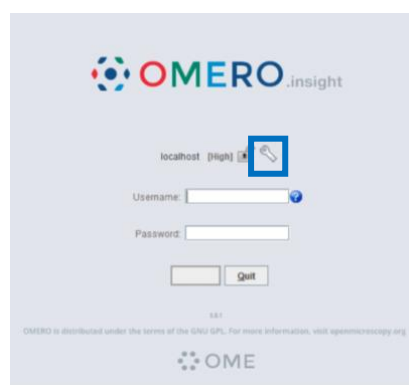 OMERO.insight
localhost [High]
Username:
Password:
Quit
OMERO is distributed under the terms of the GNU GPL. For more information, visit openmicroscopy.org
OME